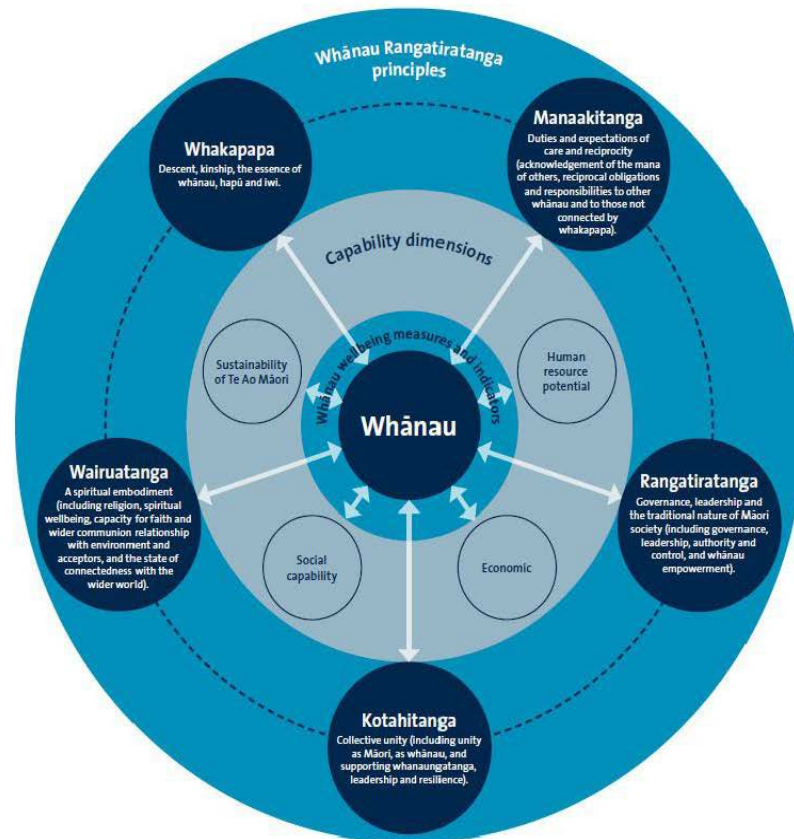 Whānau Rangatiratanga
principles
Whakapapa
Descent, kinship, the essence of
whānau, hapū and iwi.
Manaakitanga
Duties and expectations of
care and reciprocity
(acknowledgement of the mana
of others, reciprocal obligations
and responsibilities to other
whānau and to those not
connected by
whakapapa).
Capability dimensions
Sustainability
of Te Ao Māori
Human
resource
potential
Whānau wellbeing measures and indicators
Whānau
Wairuatanga
A spiritual embodiment
(including religion, spiritual
wellbeing, capacity for faith and
wider communion relationship
with environment and
acceptors, and the state of
connectedness with the
wider world).
Rangatiratanga
Governance, leadership and
the traditional nature of Māori
society (including governance,
leadership, authority and
control, and whānau
empowerment).
Social
capability
Economic
Kotahitanga
Collective unity (including unity
as Māori, as whānau, and
supporting whanaungatanga,
leadership and resilience).